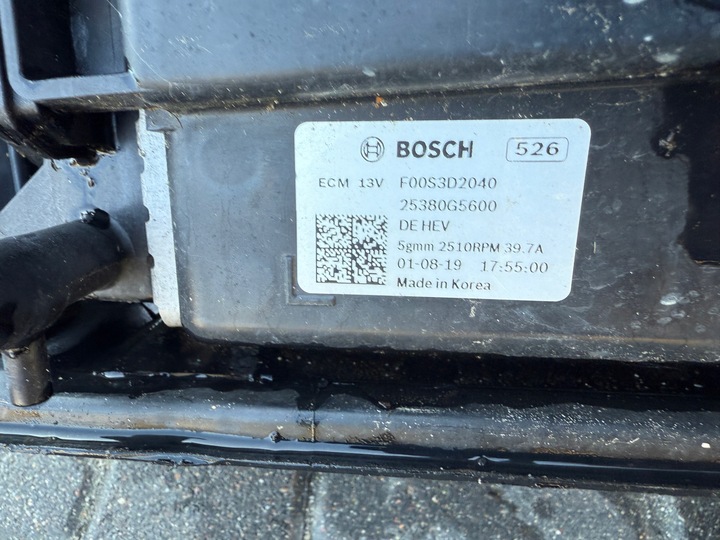 BOSCH 526
ECM 13V F00S3D2040
25380G5600
DE HEV
5gmm 2510RPM 39.7A
01-08-19 17:55:00
Made in Korea